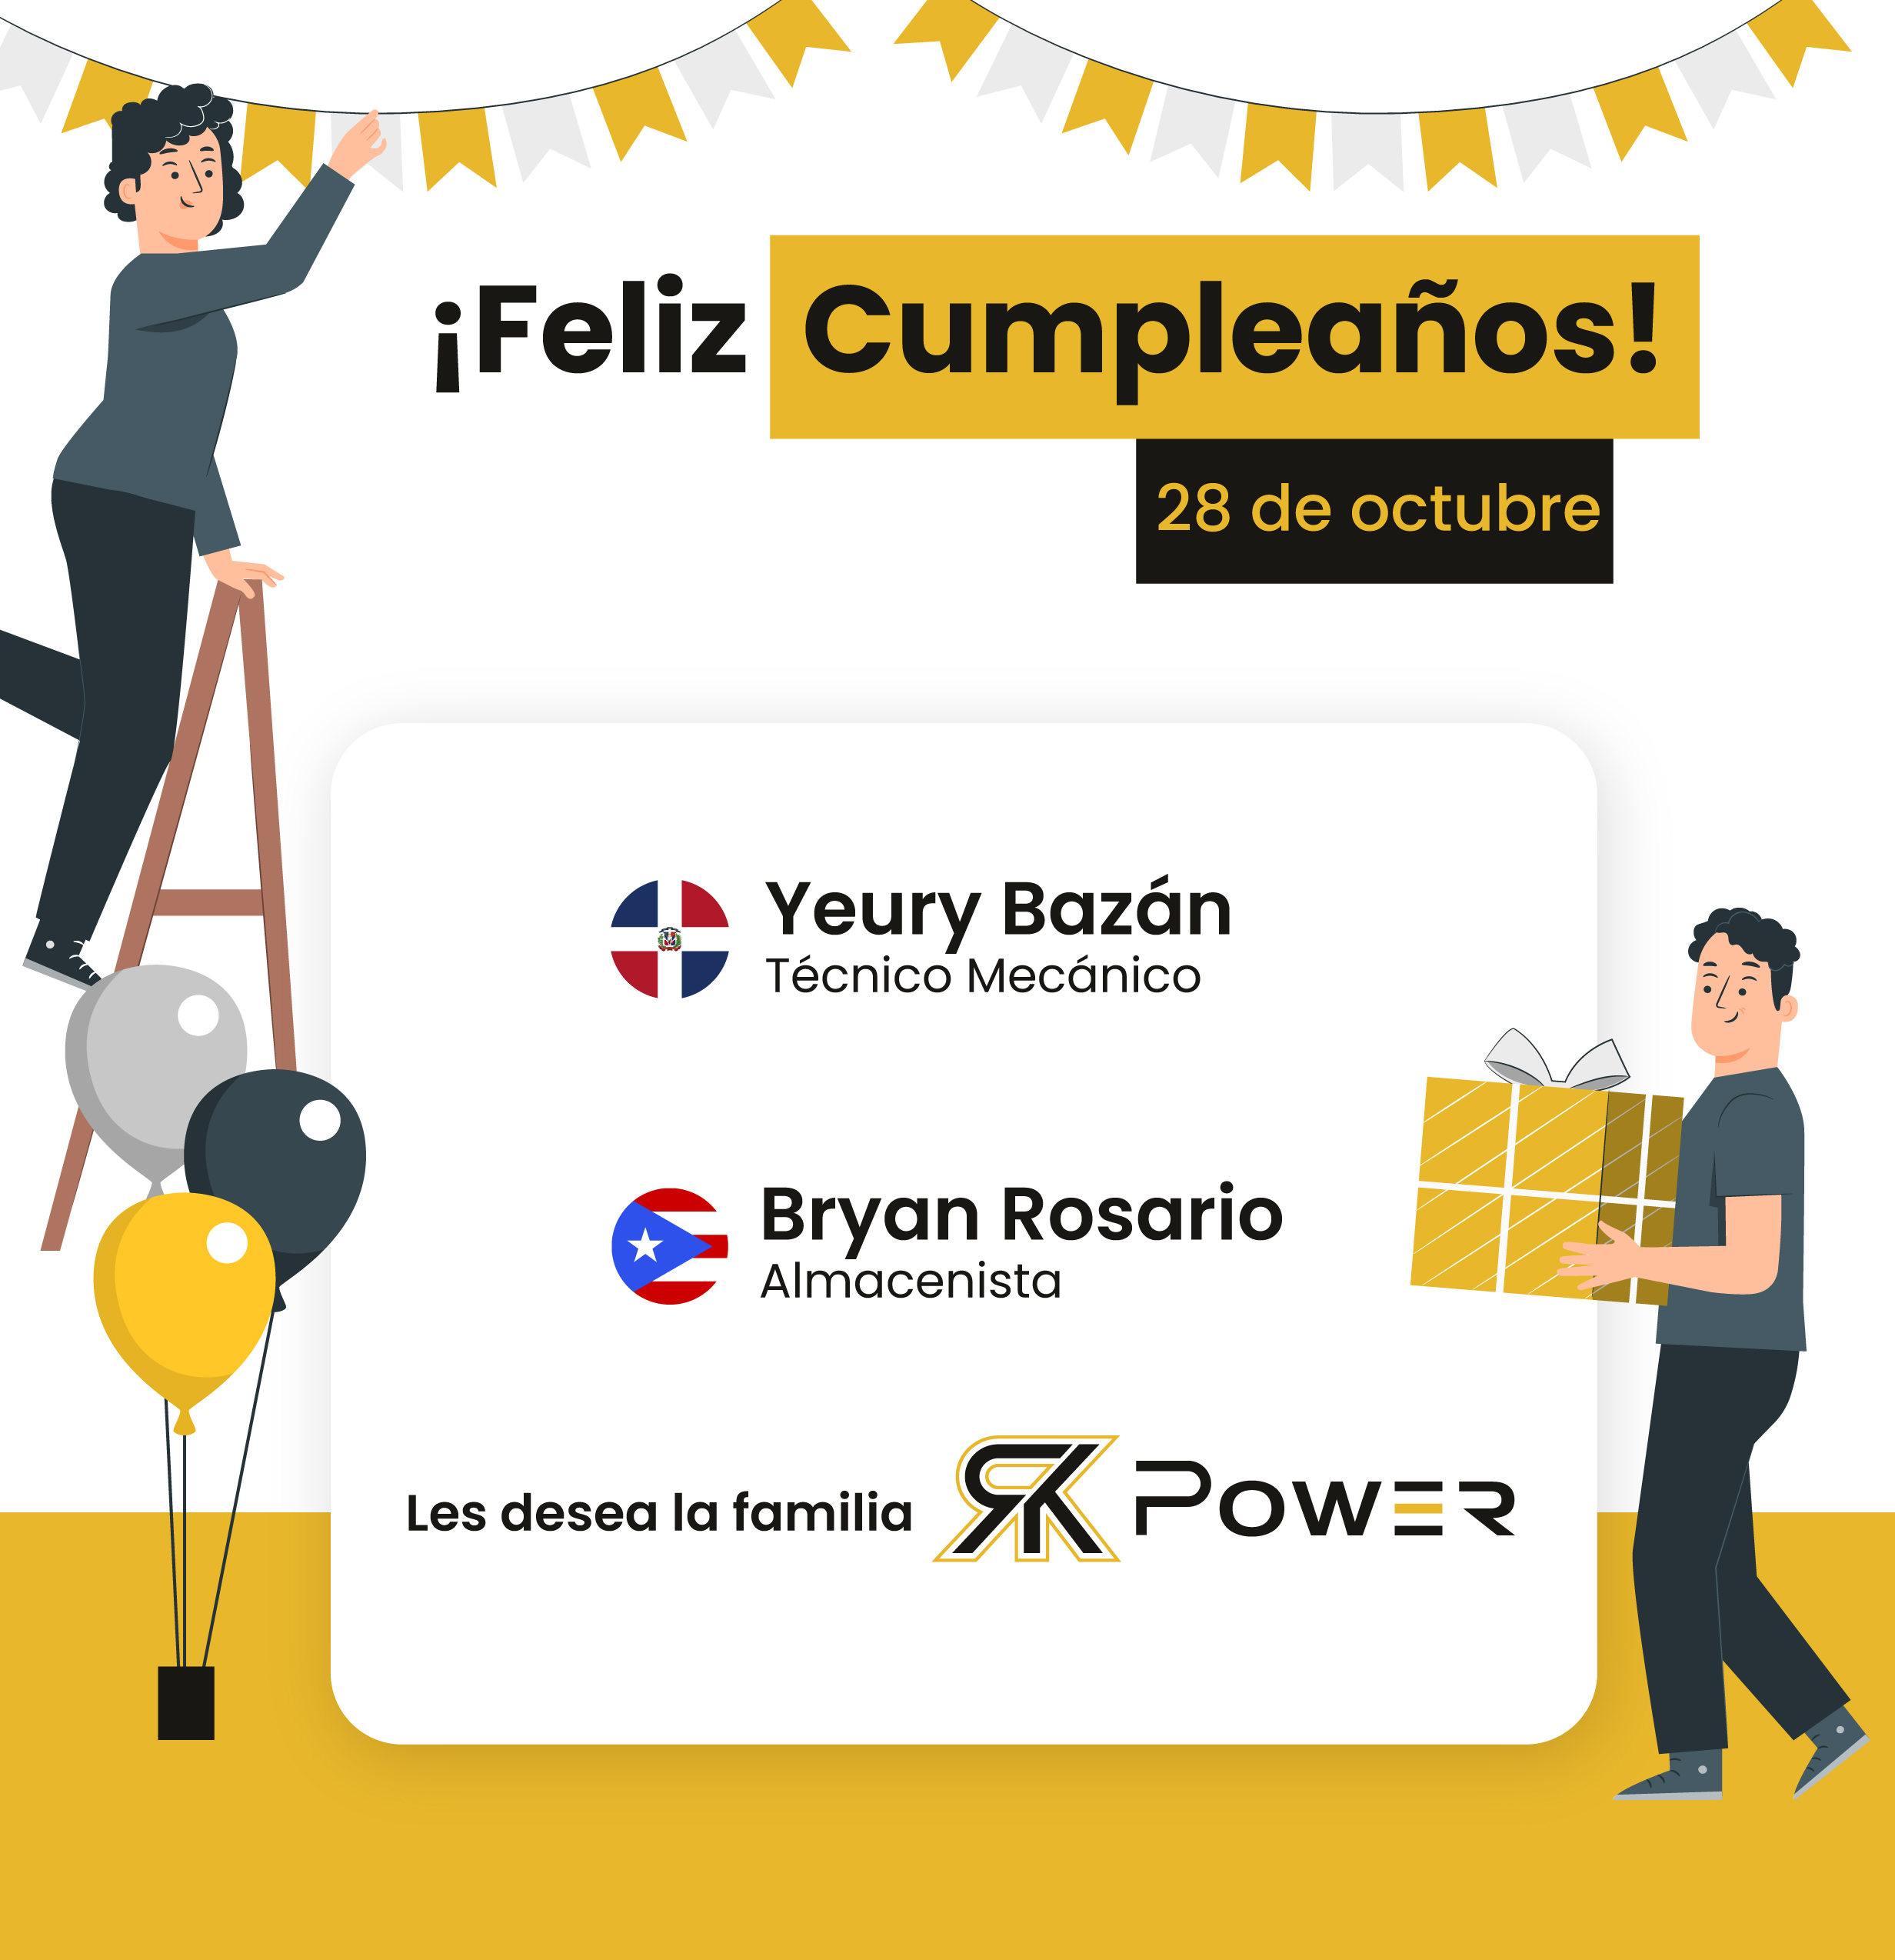 ¡Feliz Cumpleaños!
28 de octubre
Yeury Bazán
Técnico Mecánico
Bryan Rosario
Almacenista
Les desea la familia RK POWER